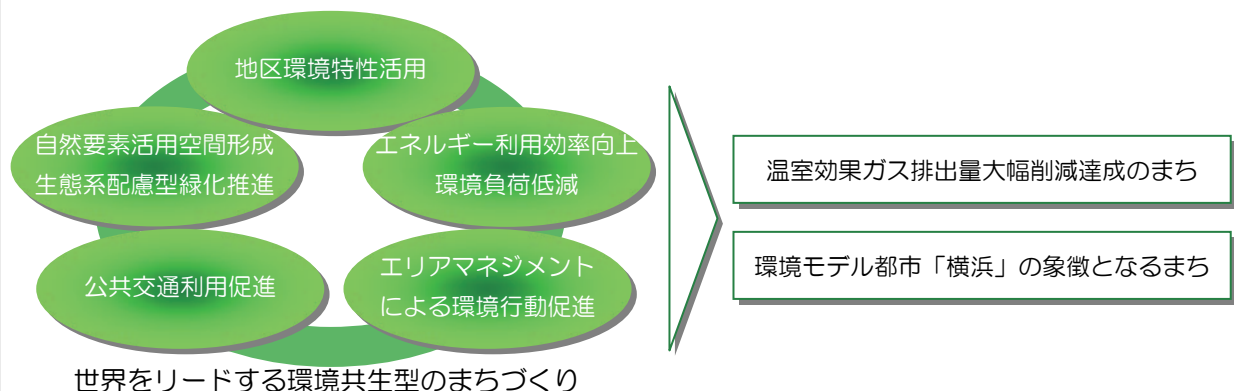 地区環境特性活用
自然要素活用空間形成
生態系配慮型緑化推進
エネルギー利用効率向上
環境負荷低減
公共交通利用促進
エリアマネジメント
による環境行動促進
世界をリードする環境共生型のまちづくり
温室効果ガス排出量大幅削減達成のまち
環境モデル都市「横浜」の象徴となるまち